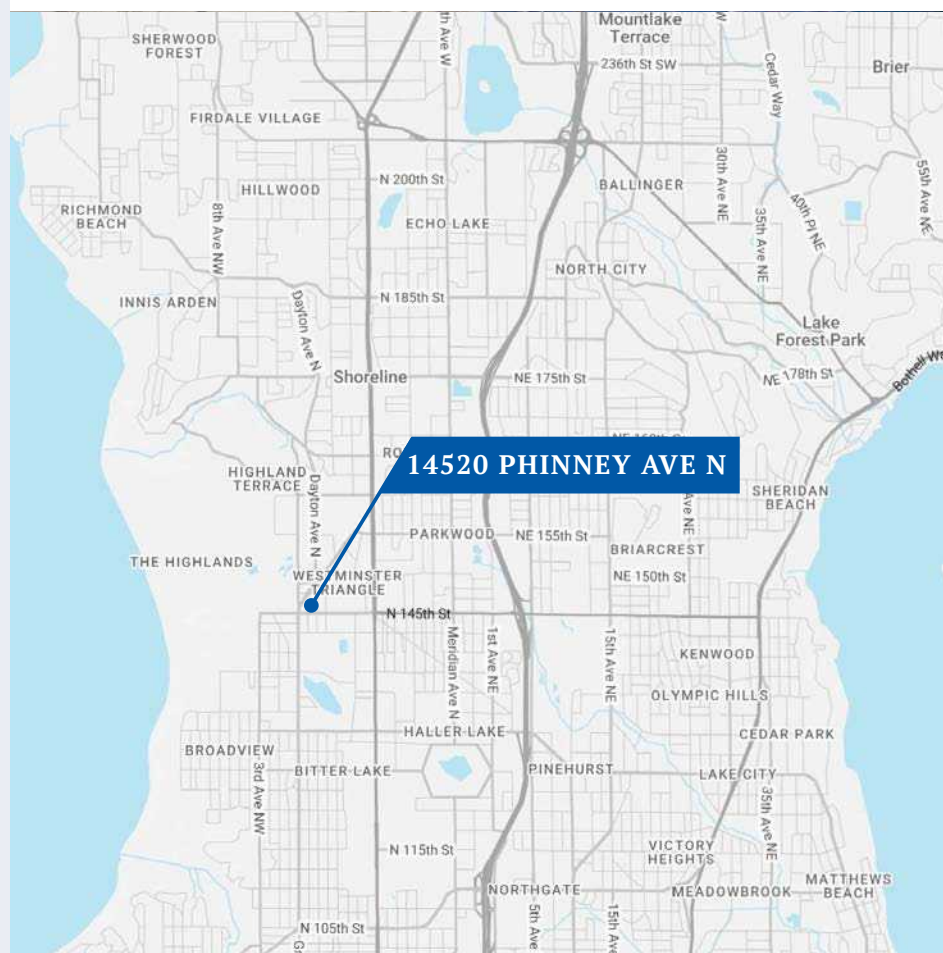 Mountlake
Terrace
SHERWOOD
FOREST
W
th Ave W
236th St SW
Cedar Way
Brier
FIRDALE VILLAGE
N 200th St
30th Ave NE
55th Ave NE
HILLWOOD
BALLINGER
RICHMOND
BEACH
8th Ave NW
ECHO LAKE
35th Ave NE
40th Pl NE
NORTH CITY
INNIS ARDEN
Dayton Ave N
N 185th St
Lake
Forest Park
Shoreline
NE 175th St
NE 178th St
Bothell W
14520 PHINNEY AVE N
HIGHLAND
TERRACE
Dayton Ave N
Ave NE
SHERIDAN
BEACH
PARKWOOD
NE 155th St
BRIARCREST
THE HIGHLANDS
WESTMINSTER
TRIANGLE
NE 150th St
N 145th St
Meridian Ave N
1st Ave NE
15th Ave NE
KENWOOD
OLYMPIC HILLS
HALLER LAKE
CEDAR PARK
BROADVIEW
3rd Ave NW
BITTER LAKE
PINEHURST
LAKE CITY
35th Ave NE
N 115th St
VICTORY
HEIGHTS
NORTHGATE
MEADOWBROOK
MATTHEWS
BEACH
N 105th St
5th Ave
15th Ave